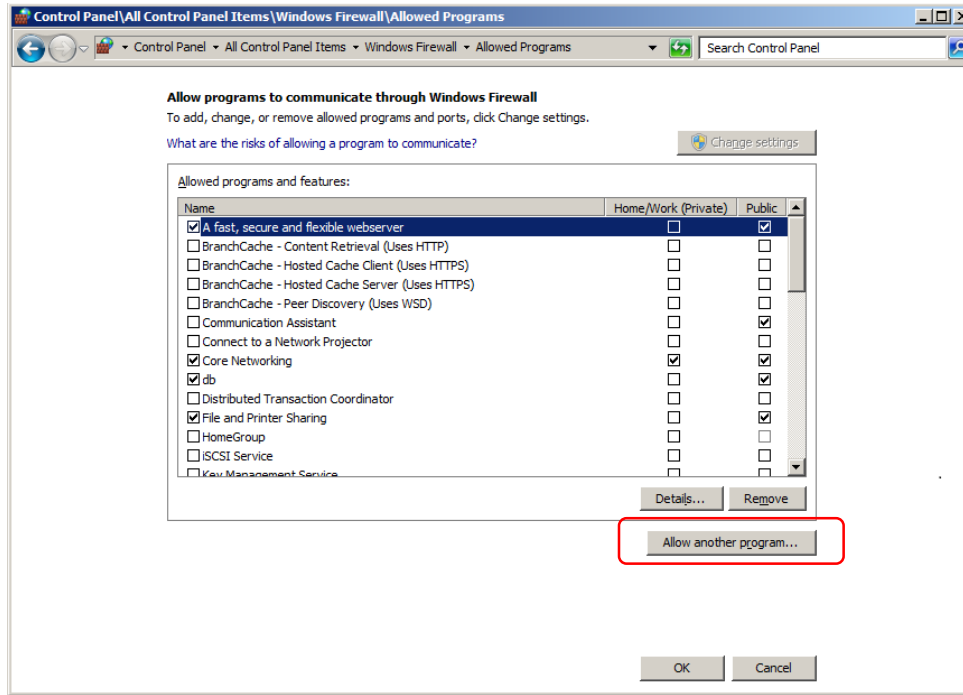 Control Panel\All Control Panel Items\Windows Firewall\Allowed Programs
Control Panel All Control Panel Items Windows Firewall Allowed Programs Search Control Panel
Allow programs to communicate through Windows Firewall
To add, change, or remove allowed programs and ports, click Change settings.
What are the risks of allowing a program to communicate? Change settings
Allowed programs and features:
Name Home/Work (Private) Public
A fast, secure and flexible webserver
BranchCache - Content Retrieval (Uses HTTP)
BranchCache - Hosted Cache Client (Uses HTTPS)
BranchCache - Hosted Cache Server (Uses HTTPS)
BranchCache - Peer Discovery (Uses WSD)
Communication Assistant
Connect to a Network Projector
Core Networking
db
Distributed Transaction Coordinator
File and Printer Sharing
HomeGroup
iSCSI Service
Key Management Service
Details... Remove
Allow another program...
OK Cancel